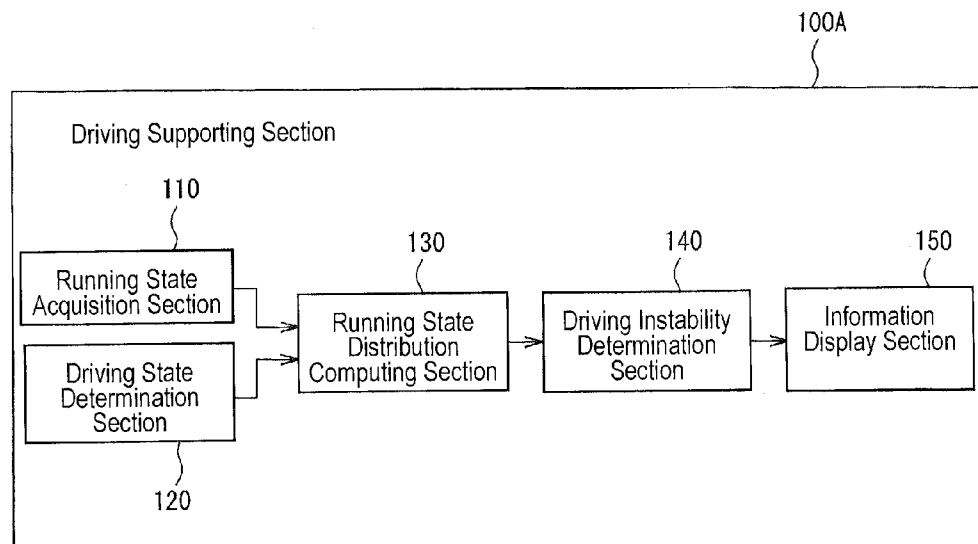 100A
Driving Supporting Section
110
Running State
Acquisition Section
Driving State
Determination
Section
120
130
Running State
Distribution
Computing Section
140
Driving Instability
Determination
Section
150
Information
Display Section